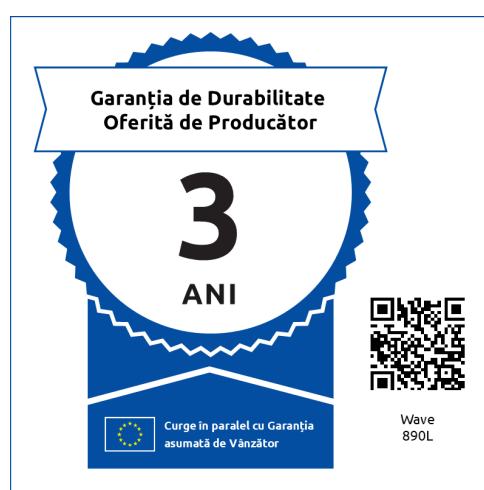 Garanția de Durabilitate
Oferită de Producător
3
ANI
Curge în paralel cu Garanția
asumată de Vânzător
Wave
890L